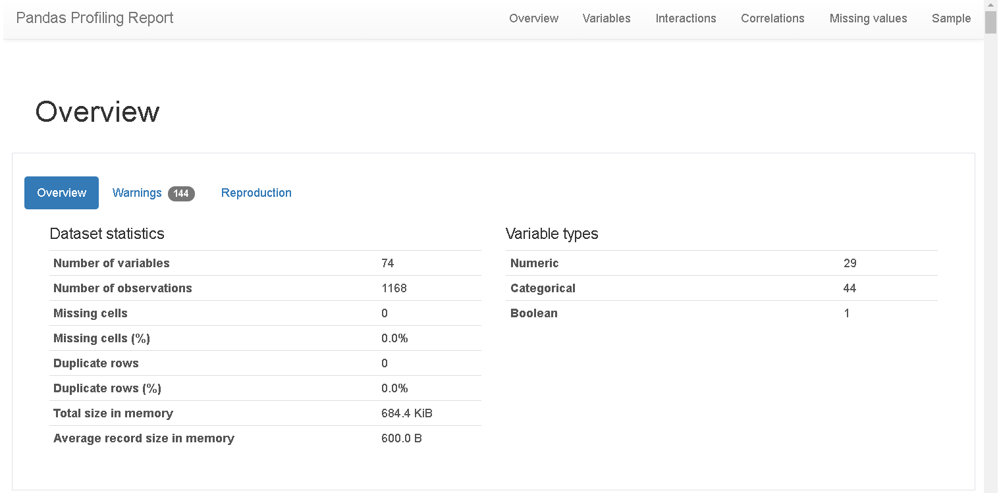 Pandas Profiling Report Overview Variables Interactions Correlations Missing values Sample
Overview
Overview Warnings 144 Reproduction
Dataset statistics
Number of variables 74
Number of observations 1168
Missing cells 0
Missing cells (%) 0.0%
Duplicate rows 0
Duplicate rows (%) 0.0%
Total size in memory 684.4 KiB
Average record size in memory 600.0 B
Variable types
Numeric 29
Categorical 44
Boolean 1